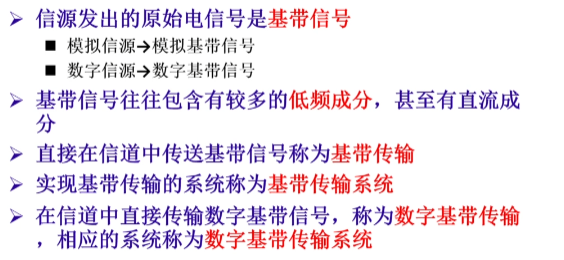 ➢ 信源发出的原始电信号是基带信号
■ 模拟信源→模拟基带信号
■ 数字信源→数字基带信号
➢ 基带信号往往包含有较多的低频成分，甚至有直流成
分
➢ 直接在信道中传送基带信号称为基带传输
➢ 实现基带传输的系统称为基带传输系统
➢ 在信道中直接传输数字基带信号，称为数字基带传输
，相应的系统称为数字基带传输系统